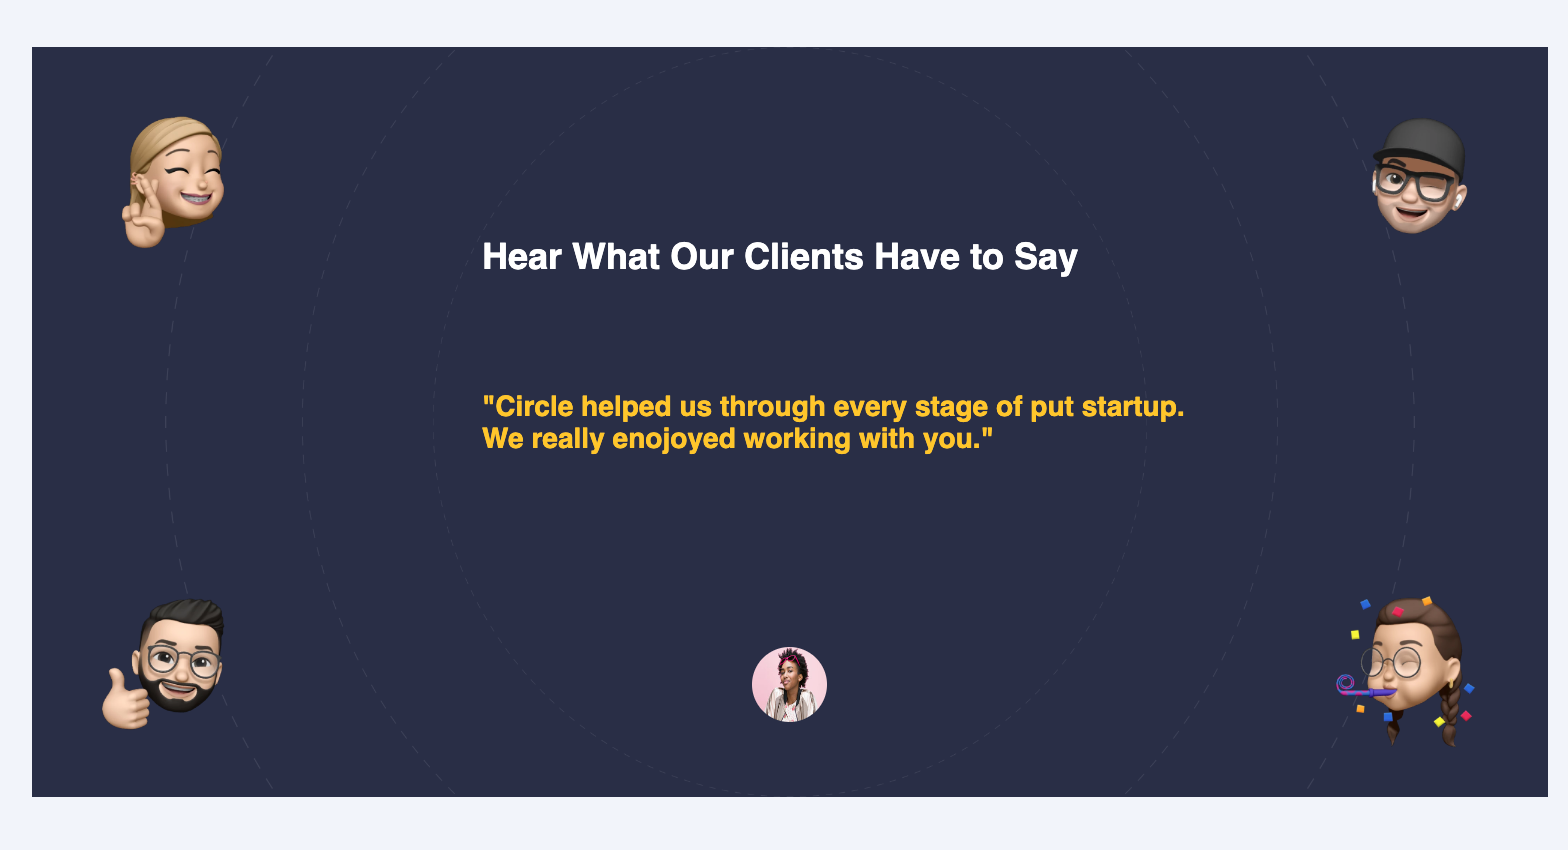 Hear What Our Clients Have to Say
"Circle helped us through every stage of put startup.
We really enojoyed working with you."